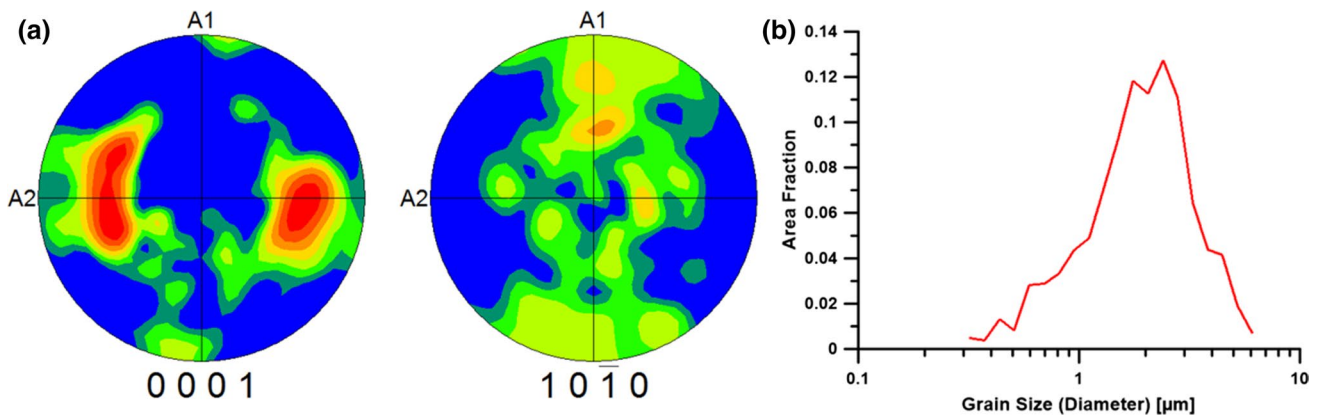 (a)
A1
A2
0 0 0 1
A1
A2
1 0 1̅ 0
(b)
0.14
0.12
0.1
0.08
0.06
0.04
0.02
0
Area Fraction
0.1
1
10
Grain Size (Diameter) [µm]